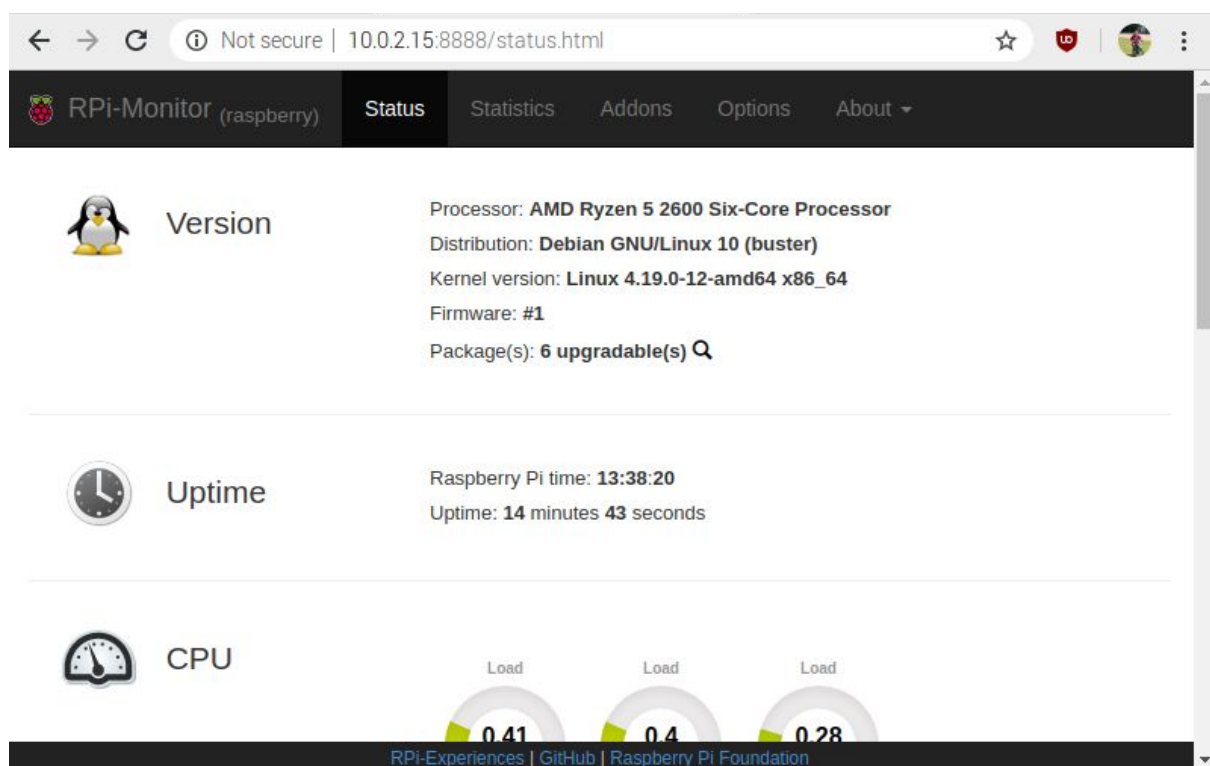 Not secure | 10.0.2.15:8888/status.html
RPi-Monitor (raspberry) Status Statistics Addons Options About
Version
Processor: AMD Ryzen 5 2600 Six-Core Processor
Distribution: Debian GNU/Linux 10 (buster)
Kernel version: Linux 4.19.0-12-amd64 x86_64
Firmware: #1
Package(s): 6 upgradable(s)
Uptime
Raspberry Pi time: 13:38:20
Uptime: 14 minutes 43 seconds
CPU
Load Load Load
0.41 0.4 0.28
RPi-Experiences | GitHub | Raspberry Pi Foundation